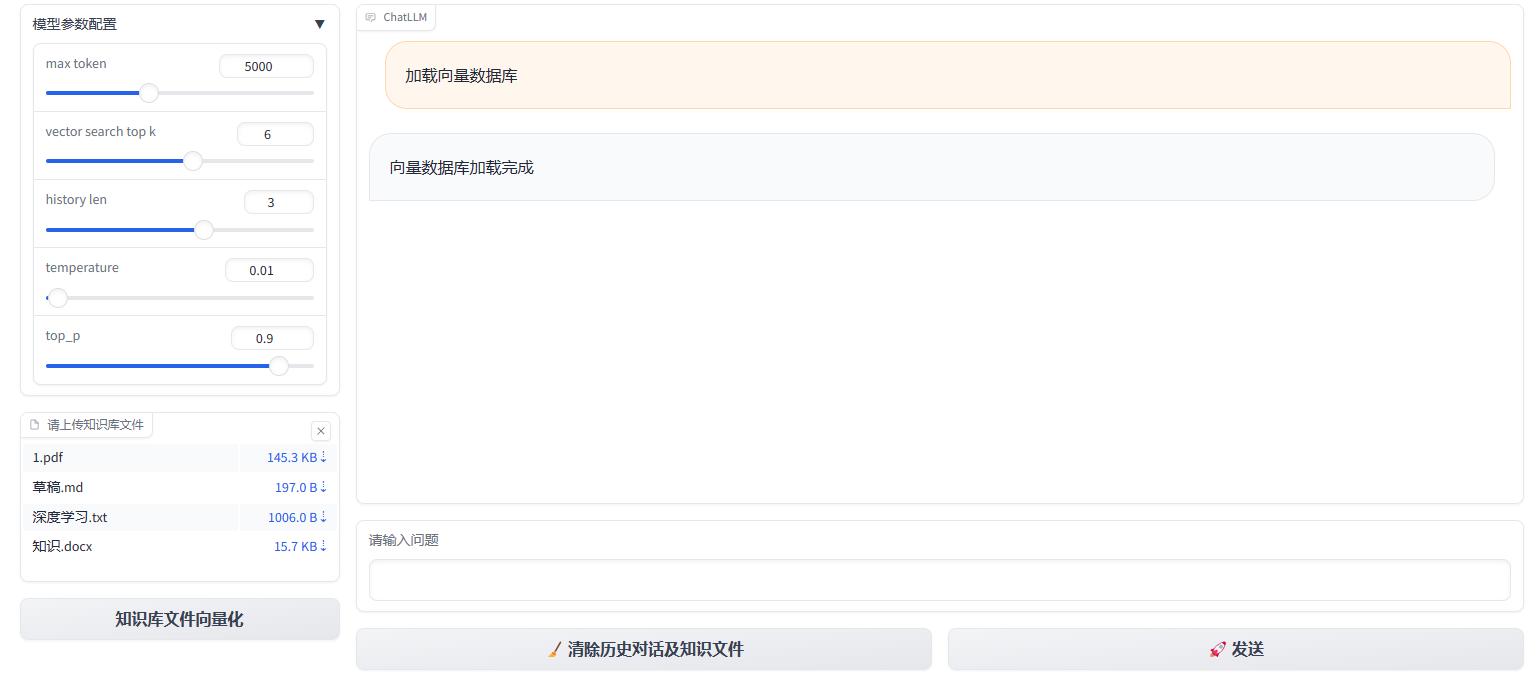 模型参数配置 ▼
max token 5000
vector search top k 6
history len 3
temperature 0.01
top_p 0.9
请上传知识库文件 ×
1.pdf 145.3 KB ⇣
草稿.md 197.0 B ⇣
深度学习.txt 1006.0 B ⇣
知识.docx 15.7 KB ⇣
知识库文件向量化
ChatLLM
加载向量数据库
向量数据库加载完成
请输入问题
🧹 清除历史对话及知识文件
🚀 发送